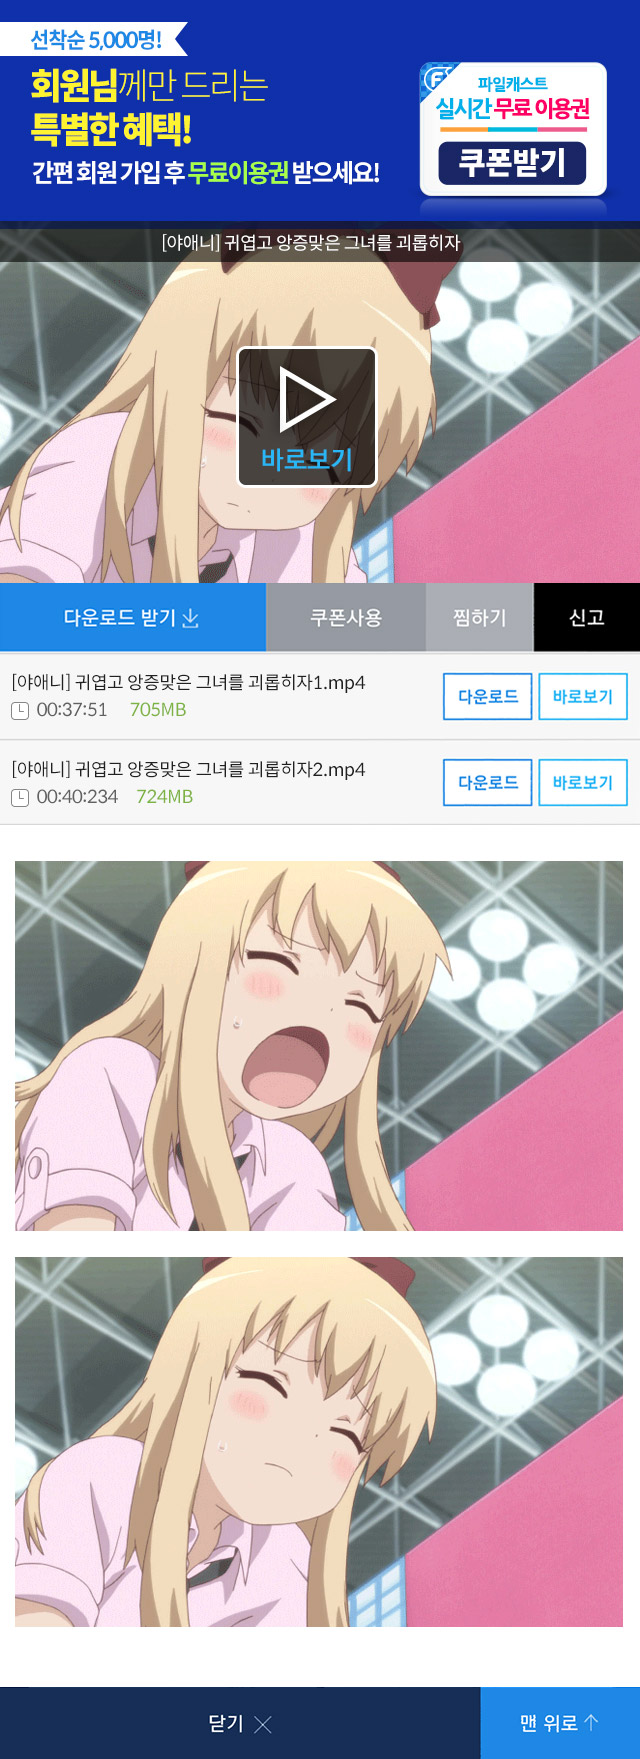 선착순 5,000명!
회원님께만 드리는
특별한 혜택!
간편 회원 가입 후 무료이용권 받으세요!
파일캐스트
실시간 무료 이용권
쿠폰받기
[야애니] 귀엽고 앙증맞은 그녀를 괴롭히자
바로보기
다운로드 받기 쿠폰사용 찜하기 신고
[야애니] 귀엽고 앙증맞은 그녀를 괴롭히자1.mp4
00:37:51 705MB
다운로드 바로보기
[야애니] 귀엽고 앙증맞은 그녀를 괴롭히자2.mp4
00:40:234 724MB
다운로드 바로보기
닫기 맨 위로